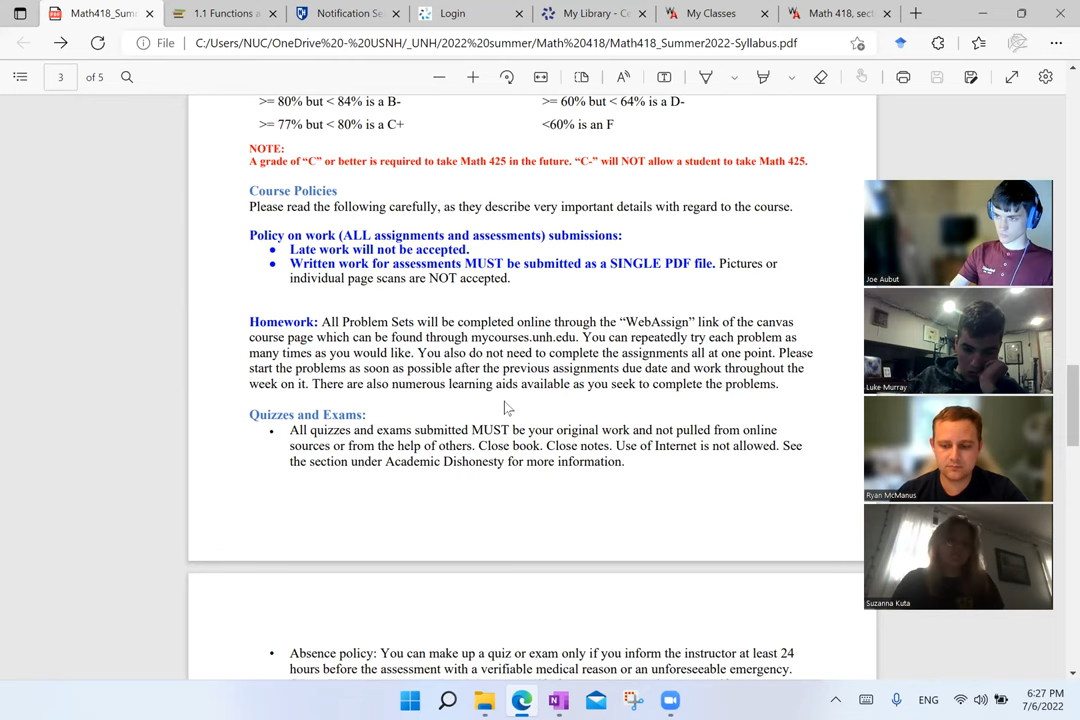 Math418_Summ
1.1 Functions a
Notification Se
Login
My Library - Ce
My Classes
Math 418, sect
File
C:/Users/NUC/OneDrive%20-%20USNH/_UNH/2022%20summer/Math%20418/Math418_Summer2022-Syllabus.pdf
3 of 5
>= 80% but < 84% is a B-
>= 60% but < 64% is a D-
>= 77% but < 80% is a C+
<60% is an F
NOTE:
A grade of “C” or better is required to take Math 425 in the future. “C-” will NOT allow a student to take Math 425.
Course Policies
Please read the following carefully, as they describe very important details with regard to the course.
Policy on work (ALL assignments and assessments) submissions:
• Late work will not be accepted.
• Written work for assessments MUST be submitted as a SINGLE PDF file. Pictures or
individual page scans are NOT accepted.
Homework: All Problem Sets will be completed online through the “WebAssign” link of the canvas
course page which can be found through mycourses.unh.edu. You can repeatedly try each problem as
many times as you would like. You also do not need to complete the assignments all at one point. Please
start the problems as soon as possible after the previous assignments due date and work throughout the
week on it. There are also numerous learning aids available as you seek to complete the problems.
Quizzes and Exams:
• All quizzes and exams submitted MUST be your original work and not pulled from online
sources or from the help of others. Close book. Close notes. Use of Internet is not allowed. See
the section under Academic Dishonesty for more information.
• Absence policy: You can make up a quiz or exam only if you inform the instructor at least 24
hours before the assessment with a verifiable medical reason or an unforeseeable emergency.
Joe Aubut
Luke Murray
Ryan McManus
Suzanna Kuta
ENG
6:27 PM
7/6/2022